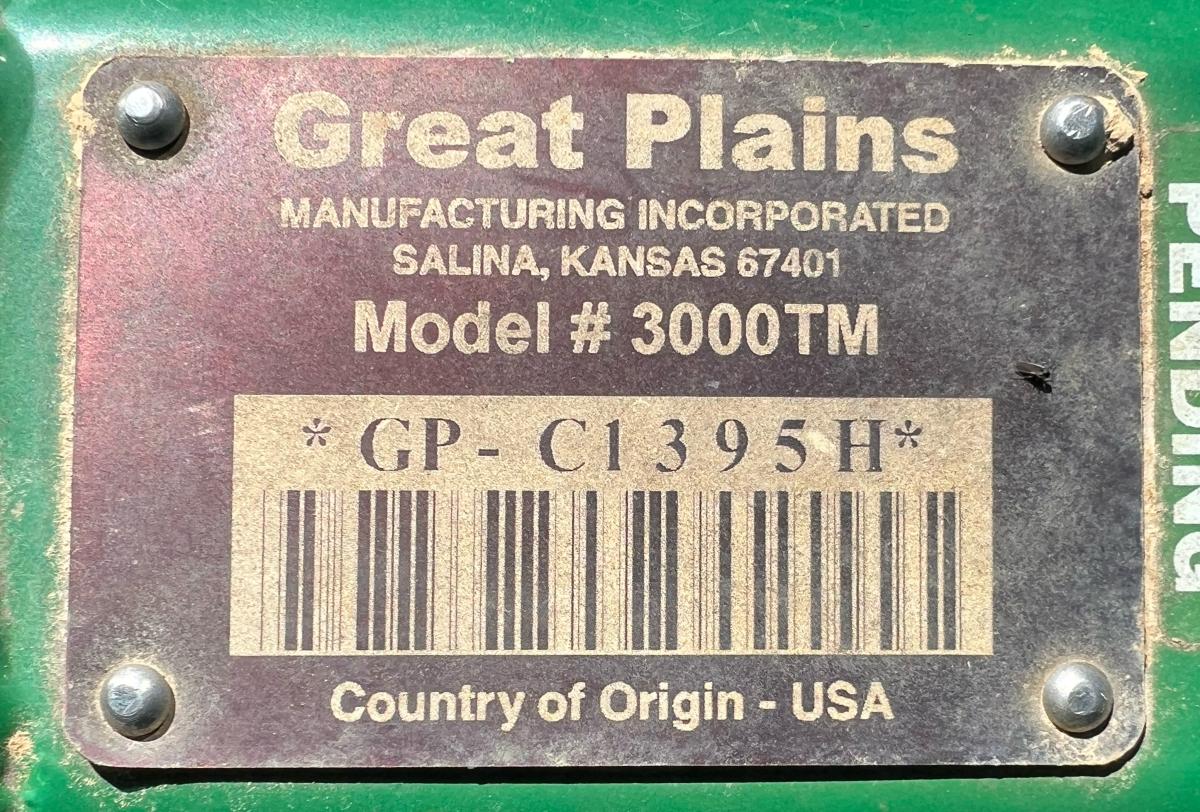 Great Plains
MANUFACTURING INCORPORATED
SALINA, KANSAS 67401
Model # 3000TM
*GP- C1395H*
Country of Origin - USA
PENDING